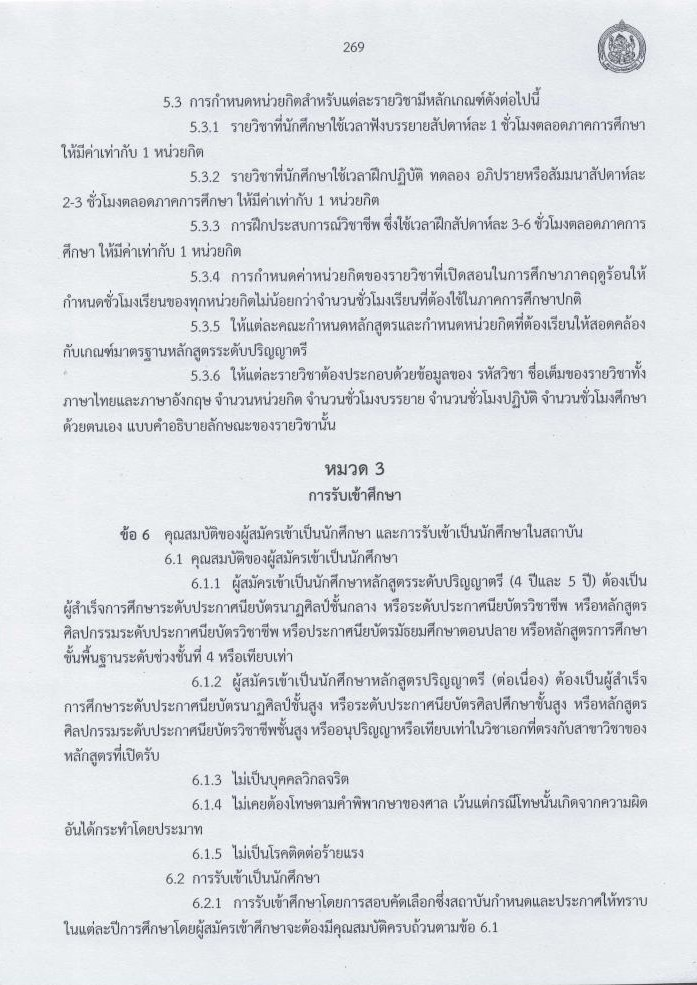 269
5.3 การกำหนดหน่วยกิตสำหรับแต่ละรายวิชามีหลักเกณฑ์ดังต่อไปนี้
5.3.1 รายวิชาที่นักศึกษาใช้เวลาฟังบรรยายสัปดาห์ละ 1 ชั่วโมงตลอดภาคการศึกษา
ให้มีค่าเท่ากับ 1 หน่วยกิต
5.3.2 รายวิชาที่นักศึกษาใช้เวลาฝึกปฏิบัติ ทดลอง อภิปรายหรือสัมมนาสัปดาห์ละ
2-3 ชั่วโมงตลอดภาคการศึกษา ให้มีค่าเท่ากับ 1 หน่วยกิต
5.3.3 การฝึกประสบการณ์วิชาชีพ ซึ่งใช้เวลาฝึกสัปดาห์ละ 3-6 ชั่วโมงตลอดภาคการ
ศึกษา ให้มีค่าเท่ากับ 1 หน่วยกิต
5.3.4 การกำหนดค่าหน่วยกิตของรายวิชาที่เปิดสอนในการศึกษาภาคฤดูร้อนให้
กำหนดชั่วโมงเรียนของทุกหน่วยกิตไม่น้อยกว่าจำนวนชั่วโมงเรียนที่ต้องใช้ในภาคการศึกษาปกติ
5.3.5 ให้แต่ละคณะกำหนดหลักสูตรและกำหนดหน่วยกิตที่ต้องเรียนให้สอดคล้อง
กับเกณฑ์มาตรฐานหลักสูตรระดับปริญญาตรี
5.3.6 ให้แต่ละรายวิชาต้องประกอบด้วยข้อมูลของ รหัสวิชา ชื่อเต็มของรายวิชาทั้ง
ภาษาไทยและภาษาอังกฤษ จำนวนหน่วยกิต จำนวนชั่วโมงบรรยาย จำนวนชั่วโมงปฏิบัติ จำนวนชั่วโมงศึกษา
ด้วยตนเอง แบบคำอธิบายลักษณะของรายวิชานั้น
หมวด 3
การรับเข้าศึกษา
ข้อ 6 คุณสมบัติของผู้สมัครเข้าเป็นนักศึกษา และการรับเข้าเป็นนักศึกษาในสถาบัน
6.1 คุณสมบัติของผู้สมัครเข้าเป็นนักศึกษา
6.1.1 ผู้สมัครเข้าเป็นนักศึกษาหลักสูตรระดับปริญญาตรี (4 ปีและ 5 ปี) ต้องเป็น
ผู้สำเร็จการศึกษาระดับประกาศนียบัตรนาฏศิลป์ชั้นกลาง หรือระดับประกาศนียบัตรวิชาชีพ หรือหลักสูตร
ศิลปกรรมระดับประกาศนียบัตรวิชาชีพ หรือประกาศนียบัตรมัธยมศึกษาตอนปลาย หรือหลักสูตรการศึกษา
ขั้นพื้นฐานระดับช่วงชั้นที่ 4 หรือเทียบเท่า
6.1.2 ผู้สมัครเข้าเป็นนักศึกษาหลักสูตรปริญญาตรี (ต่อเนื่อง) ต้องเป็นผู้สำเร็จ
การศึกษาระดับประกาศนียบัตรนาฏศิลป์ชั้นสูง หรือระดับประกาศนียบัตรศิลปศึกษาชั้นสูง หรือหลักสูตร
ศิลปกรรมระดับประกาศนียบัตรวิชาชีพชั้นสูง หรืออนุปริญญาหรือเทียบเท่าในวิชาเอกที่ตรงกับสาขาวิชาของ
หลักสูตรที่เปิดรับ
6.1.3 ไม่เป็นบุคคลวิกลจริต
6.1.4 ไม่เคยต้องโทษตามคำพิพากษาของศาล เว้นแต่กรณีโทษนั้นเกิดจากความผิด
อันได้กระทำโดยประมาท
6.1.5 ไม่เป็นโรคติดต่อร้ายแรง
6.2 การรับเข้าเป็นนักศึกษา
6.2.1 การรับเข้าศึกษาโดยการสอบคัดเลือกซึ่งสถาบันกำหนดและประกาศให้ทราบ
ในแต่ละปีการศึกษาโดยผู้สมัครเข้าศึกษาจะต้องมีคุณสมบัติครบถ้วนตามข้อ 6.1